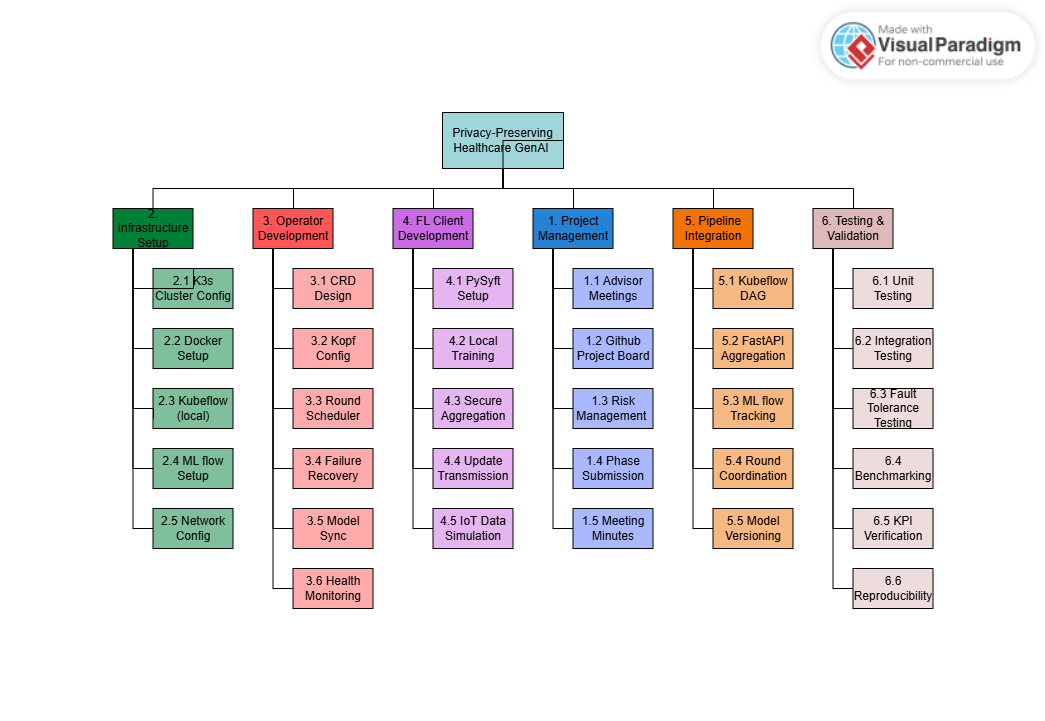 Made with
Visual Paradigm
For non-commercial use
Privacy-Preserving
Healthcare GenAI
2.
Infrastructure
Setup
3. Operator
Development
4. FL Client
Development
1. Project
Management
5. Pipeline
Integration
6. Testing &
Validation
2.1 K3s
Cluster Config
3.1 CRD
Design
4.1 PySyft
Setup
1.1 Advisor
Meetings
5.1 Kubeflow
DAG
6.1 Unit
Testing
2.2 Docker
Setup
3.2 Kopf
Config
4.2 Local
Training
1.2 Github
Project Board
5.2 FastAPI
Aggregation
6.2 Integration
Testing
2.3 Kubeflow
(local)
3.3 Round
Scheduler
4.3 Secure
Aggregation
1.3 Risk
Management
5.3 ML flow
Tracking
6.3 Fault
Tolerance
Testing
2.4 ML flow
Setup
3.4 Failure
Recovery
4.4 Update
Transmission
1.4 Phase
Submission
5.4 Round
Coordination
6.4
Benchmarking
2.5 Network
Config
3.5 Model
Sync
4.5 IoT Data
Simulation
1.5 Meeting
Minutes
5.5 Model
Versioning
6.5 KPI
Verification
3.6 Health
Monitoring
6.6
Reproducibility